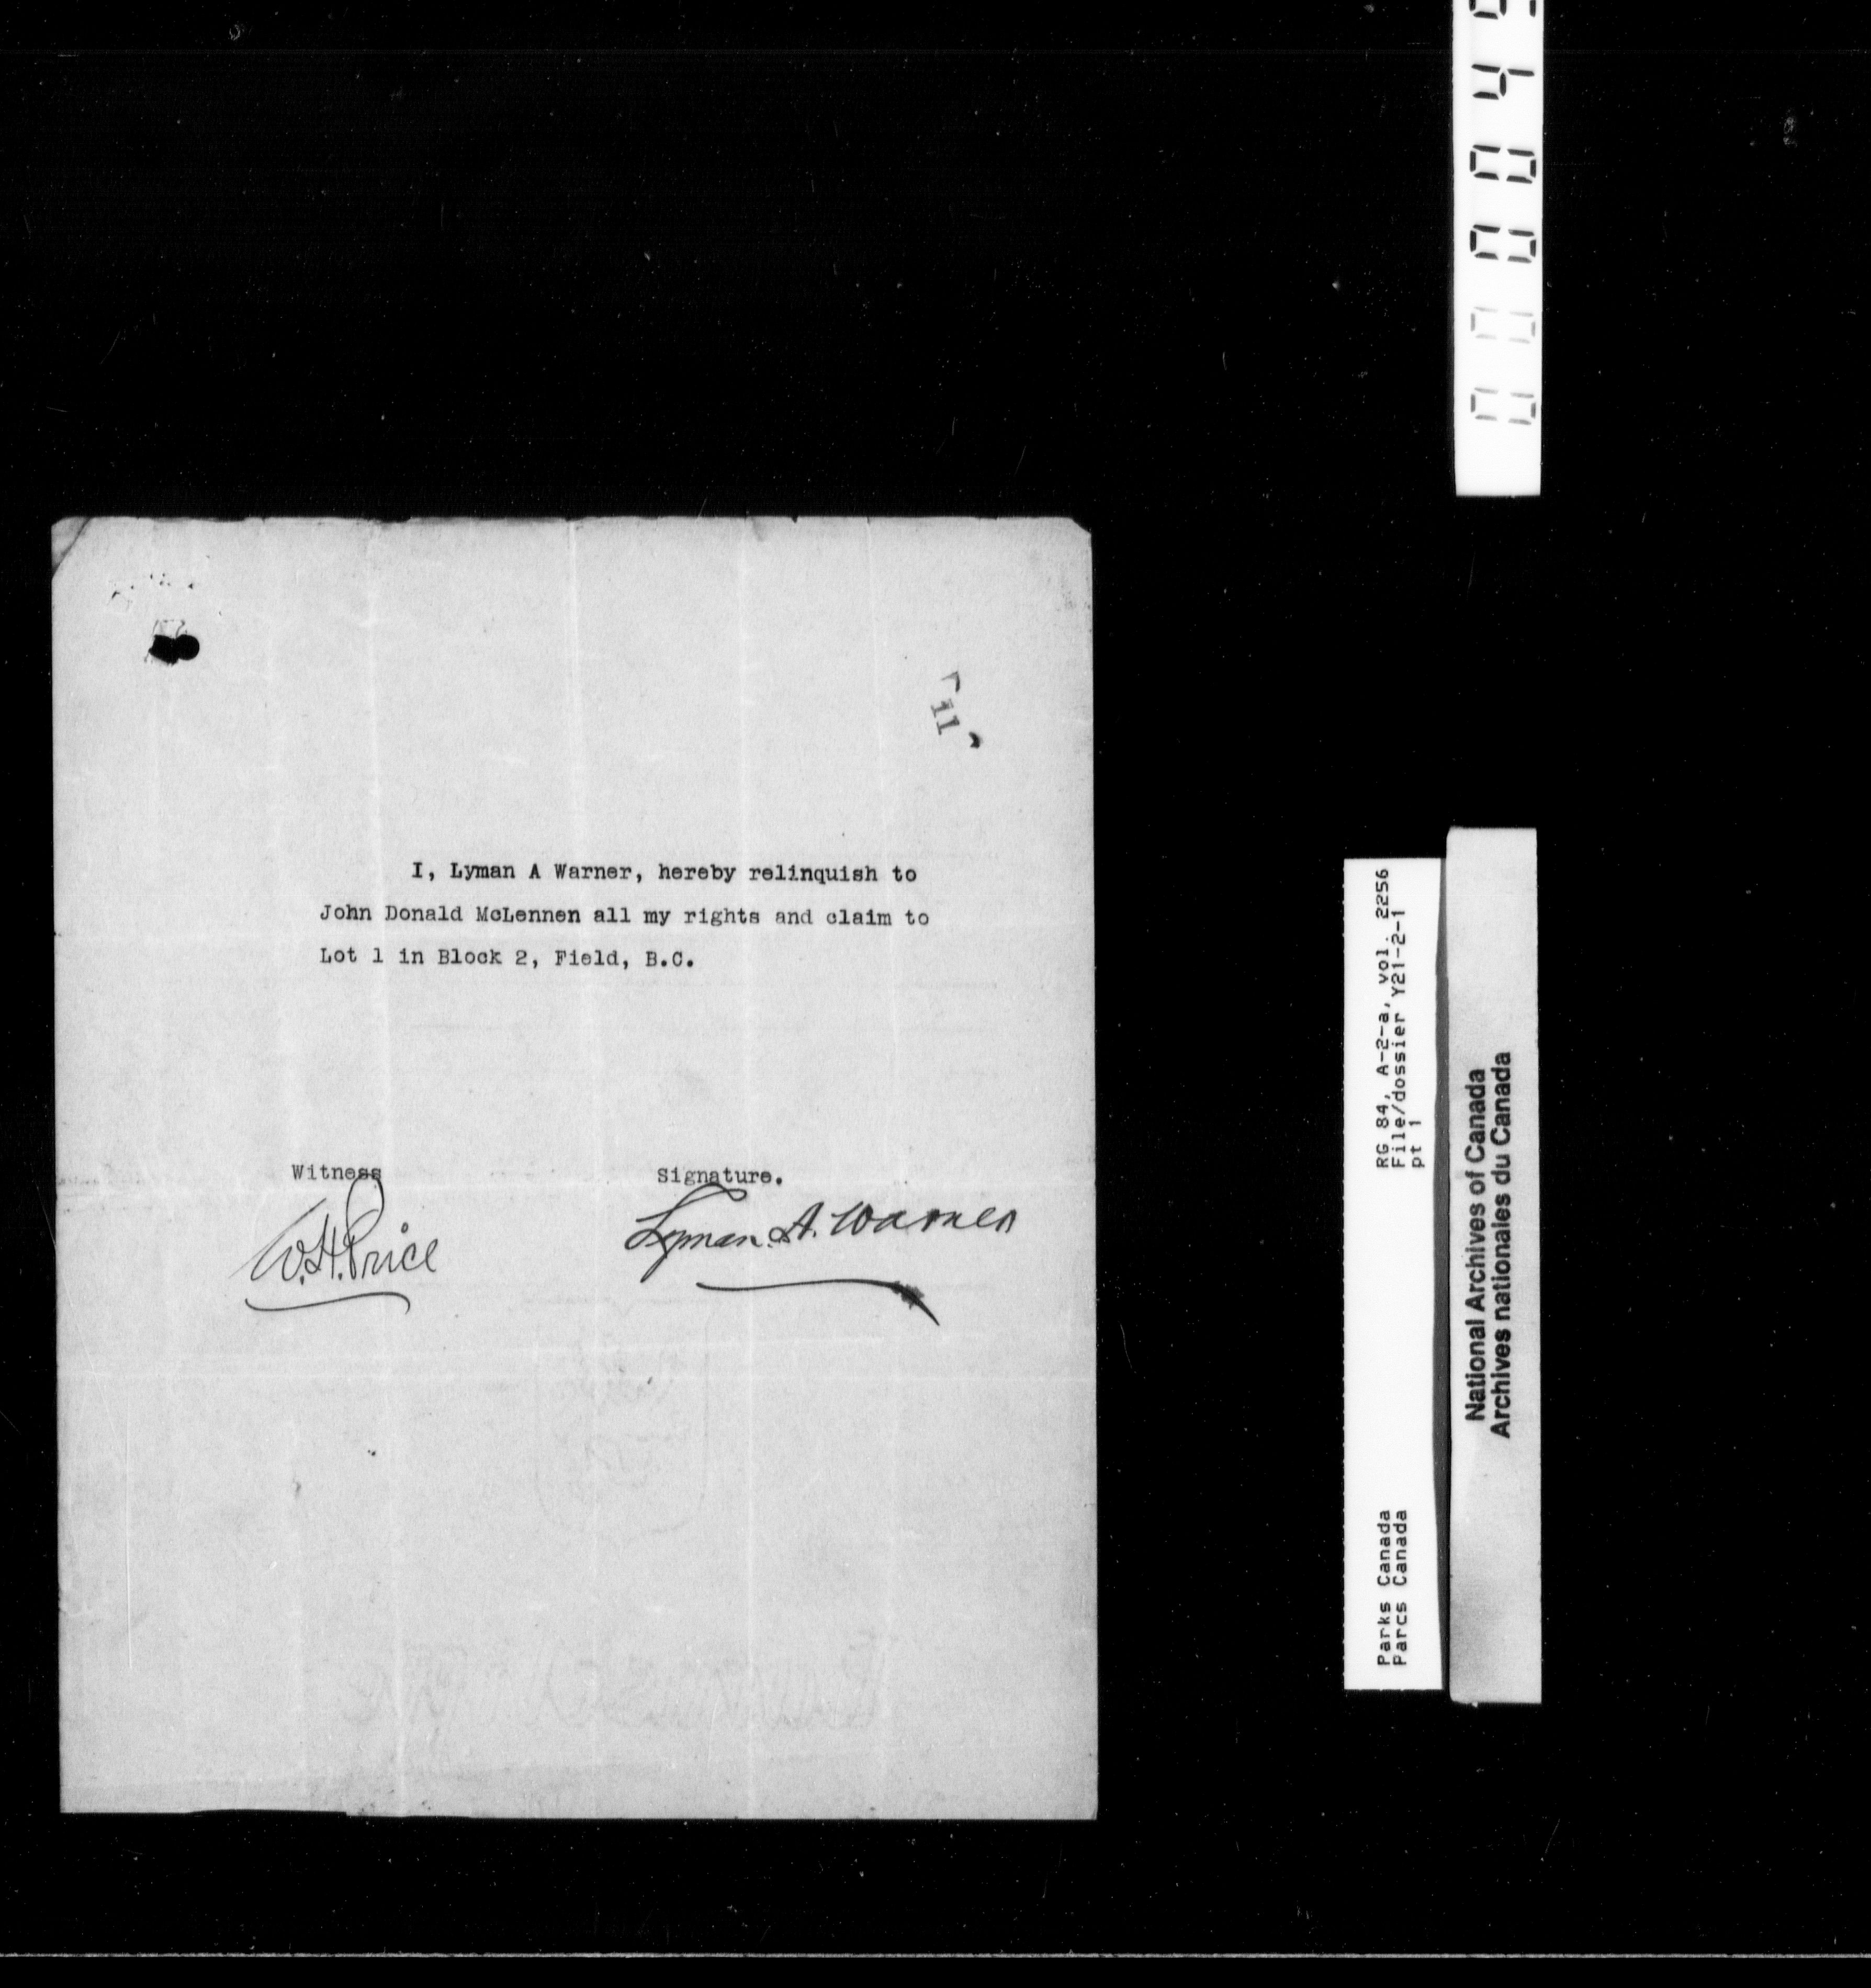 11
I, Lyman A Warner, hereby relinquish to
John Donald McLennen all my rights and claim to
Lot 1 in Block 2, Field, B.C.
Witness
Signature.
W.H. Price
Lyman. A. Warner
RG 84, A-2-a, vol. 2256
File/dossier Y21-2-1
pt 1
Parks Canada
Parcs Canada
National Archives of Canada
Archives nationales du Canada